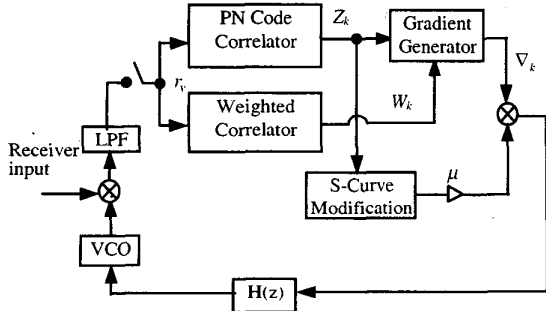 PN Code
Correlator
Z_k
Gradient
Generator
r_v
∇_k
Weighted
Correlator
W_k
LPF
Receiver
input
S-Curve
Modification
μ
VCO
H(z)